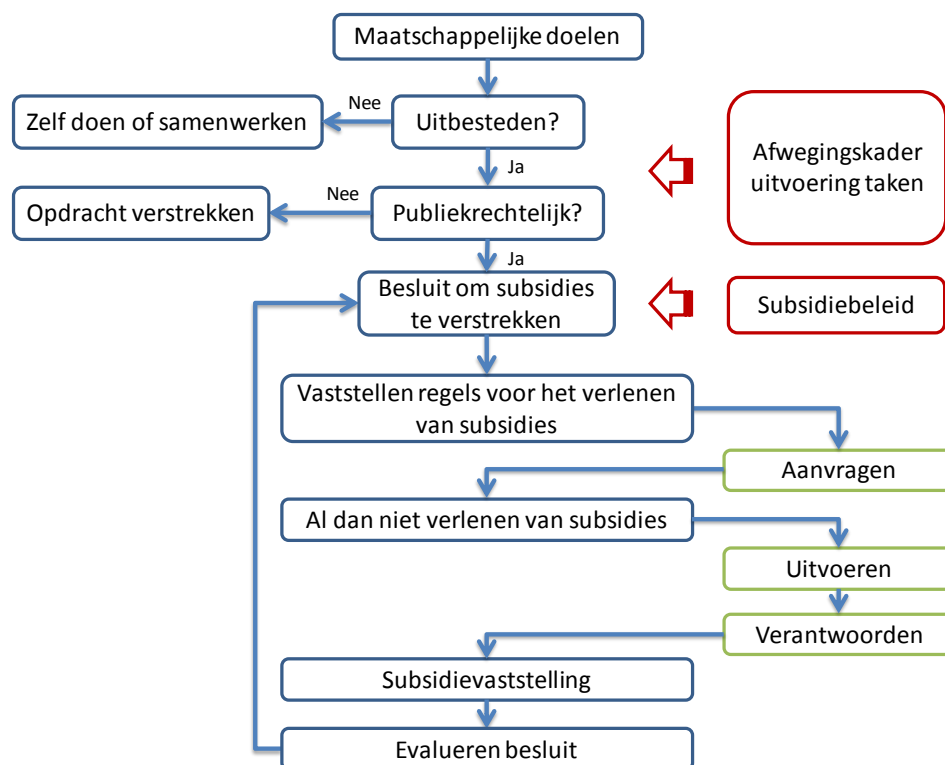 Maatschappelijke doelen
Nee
Zelf doen of samenwerken
Uitbesteden?
Afwegingskader
uitvoering taken
Ja
Nee
Opdracht verstrekken
Publiekrechtelijk?
Ja
Besluit om subsidies
te verstrekken
Subsidiebeleid
Vaststellen regels voor het verlenen
van subsidies
Aanvragen
Al dan niet verlenen van subsidies
Uitvoeren
Verantwoorden
Subsidievaststelling
Evalueren besluit